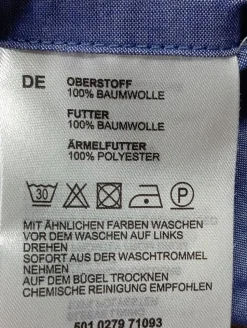 DE OBERSTOFF
100% BAUMWOLLE
FUTTER
100% BAUMWOLLE
ÄRMELFUTTER
100% POLYESTER
30 P
MIT ÄHNLICHEN FARBEN WASCHEN
VOR DEM WASCHEN AUF LINKS
DREHEN
SOFORT AUS DER WASCHTROMMEL
NEHMEN
AUF DEM BÜGEL TROCKNEN
CHEMISCHE REINIGUNG EMPFOHLEN
501 0279 71093